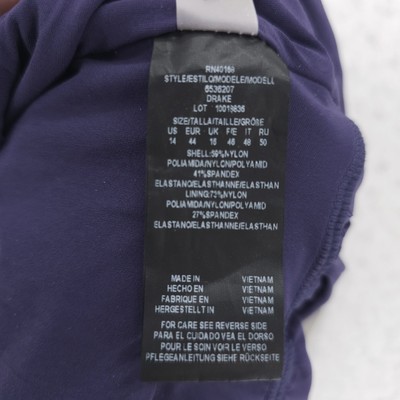 RN40166
STYLE/ESTILO/MODELE/MODELL
6536207
DRAKE
LOT 10019836
SIZE/TALLA/TAILLE/GRÖßE
US EUR UK F/E IT RU
14 44 18 46 48 50
SHELL:59%NYLON
POLIAMIDA/NYLON/POLYAMID
41%SPANDEX
ELASTANO/ELASTHANNE/ELASTHAN
LINING:73%NYLON
POLIAMIDA/NYLON/POLYAMID
27%SPANDEX
ELASTANO/ELASTHANNE/ELASTHAN
MADE IN VIETNAM
HECHO EN VIETNAM
FABRIQUE EN VIETNAM
HERGESTELLT IN VIETNAM
FOR CARE SEE REVERSE SIDE
PARA EL CUIDADO VEA EL DORSO
POUR LE SOIN VOIR LE VERSO
PFLEGEANLEITUNG SIEHE RÜCKSEITE